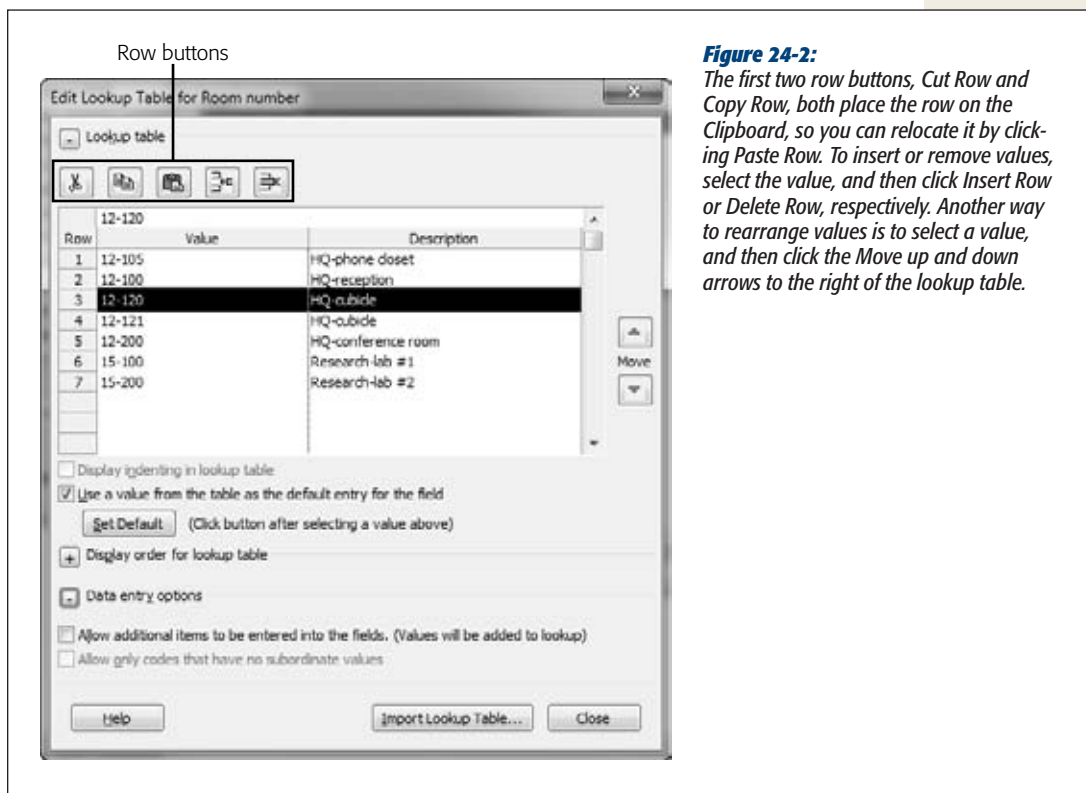 Row buttons
Edit Lookup Table for Room number
Lookup table
12-120
Row Value Description
1 12-105 HQ-phone closet
2 12-100 HQ-reception
3 12-120 HQ-cubicle
4 12-121 HQ-cubicle
5 12-200 HQ-conference room
6 15-100 Research-lab #1
7 15-200 Research-lab #2
Move
Display indenting in lookup table
Use a value from the table as the default entry for the field
Set Default (Click button after selecting a value above)
Display order for lookup table
Data entry options
Allow additional items to be entered into the fields. (Values will be added to lookup)
Allow only codes that have no subordinate values
Help Import Lookup Table... Close
Figure 24-2:
The first two row buttons, Cut Row and
Copy Row, both place the row on the
Clipboard, so you can relocate it by click-
ing Paste Row. To insert or remove values,
select the value, and then click Insert Row
or Delete Row, respectively. Another way
to rearrange values is to select a value,
and then click the Move up and down
arrows to the right of the lookup table.